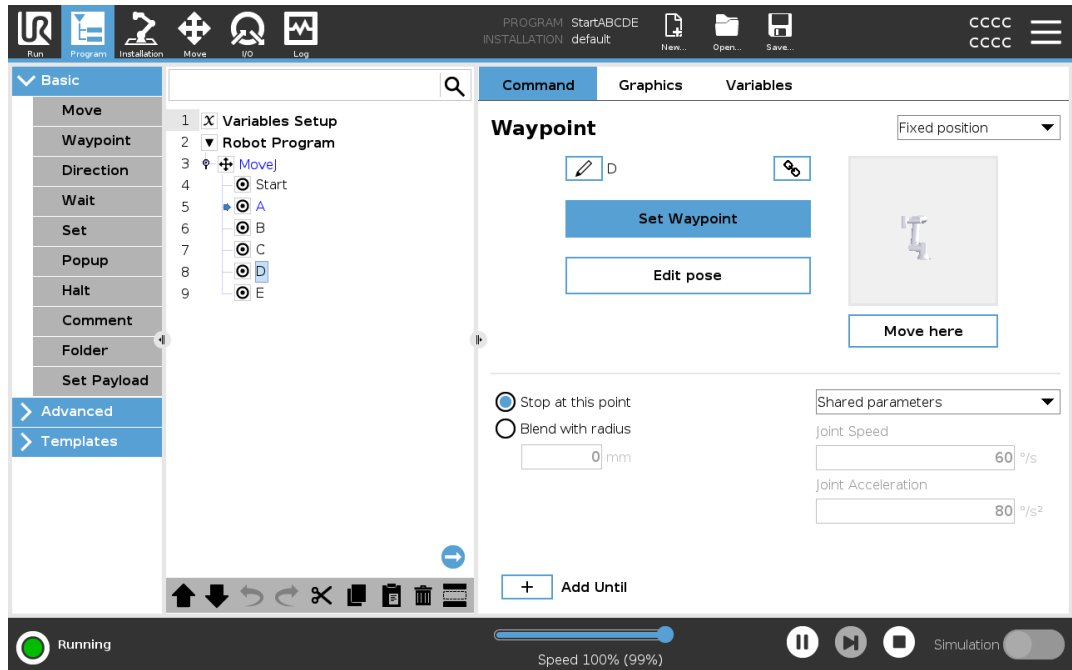 PROGRAM StartABCDE
INSTALLATION default
CCCC
CCCC
UR
Run
Program
Installation
Move
I/O
Log
New...
Open...
Save...
Basic
Move
Waypoint
Direction
Wait
Set
Popup
Halt
Comment
Folder
Set Payload
Advanced
Templates
1 x Variables Setup
2 Robot Program
3 MoveJ
4 Start
5 A
6 B
7 C
8 D
9 E
Command Graphics Variables
Waypoint
Fixed position
D
Set Waypoint
Edit pose
Move here
Stop at this point
Blend with radius
0 mm
Shared parameters
Joint Speed
60 °/s
Joint Acceleration
80 °/s²
+ Add Until
Running
Speed 100% (99%)
Simulation